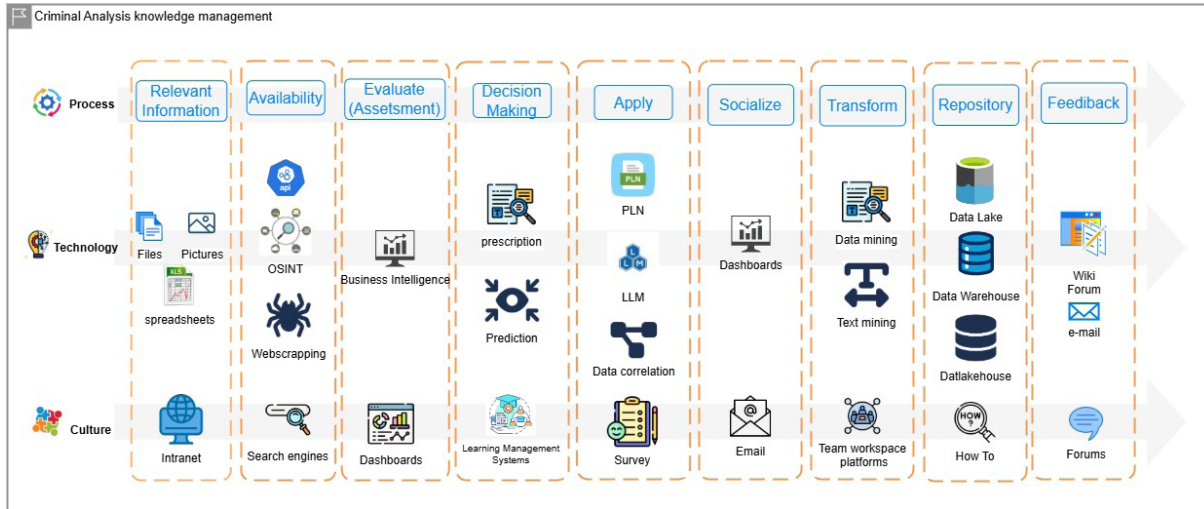 Criminal Analysis knowledge management
Process
Relevant
Information
Availability
Evaluate
(Assetsment)
Decision
Making
Apply
Socialize
Transform
Repository
Feediback
Technology
Files
Pictures
XLS
spreadsheets
api
OSINT
Webscrapping
Business Intelligence
T
prescription
Prediction
PLN
PLN
L
L
M
LLM
Data correlation
Dashboards
T
Data mining
T
Text mining
Data Lake
Data Warehouse
Datlakehouse
Wiki
Forum
e-mail
Culture
Intranet
Search engines
Dashboards
Learning Management
Systems
Survey
@
Email
Team workspace
platforms
HOW
?
How To
Forums